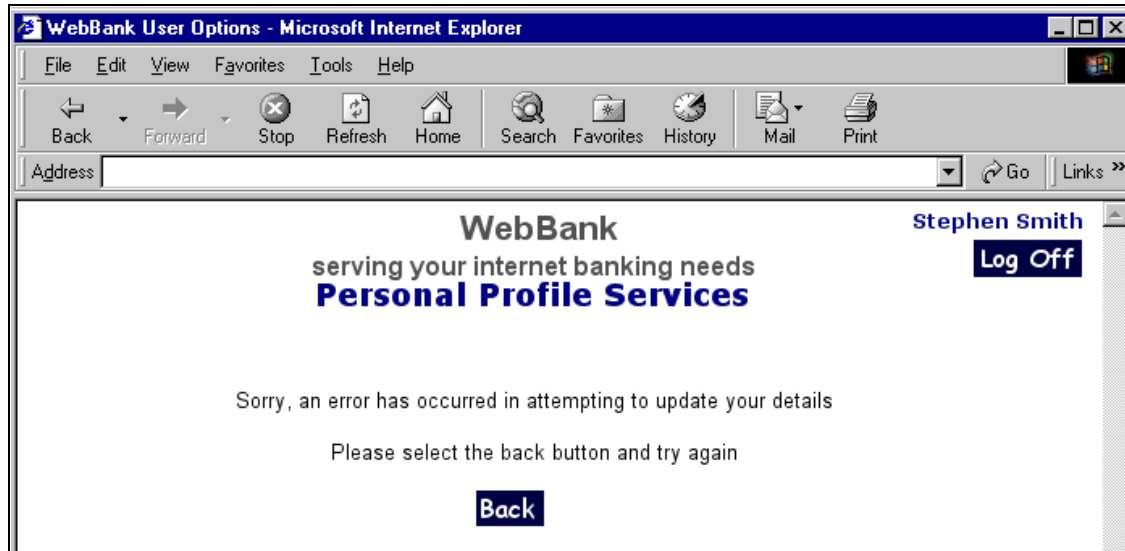 WebBank User Options - Microsoft Internet Explorer
File Edit View Favorites Tools Help
Back Forward Stop Refresh Home Search Favorites History Mail Print
Address Go Links »
WebBank
Stephen Smith
Log Off
serving your internet banking needs
Personal Profile Services
Sorry, an error has occurred in attempting to update your details
Please select the back button and try again
Back